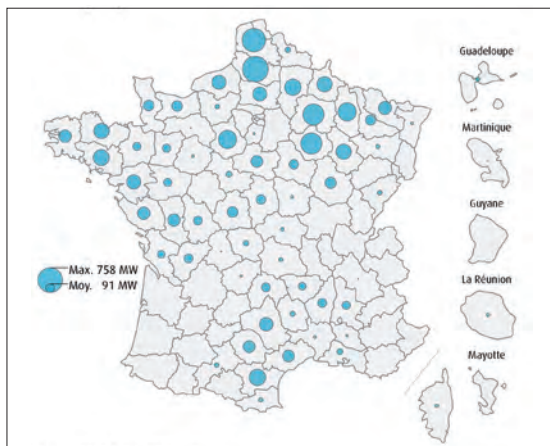 Guadeloupe
Martinique
Guyane
La Réunion
Mayotte
Max. 758 MW
Moy. 91 MW